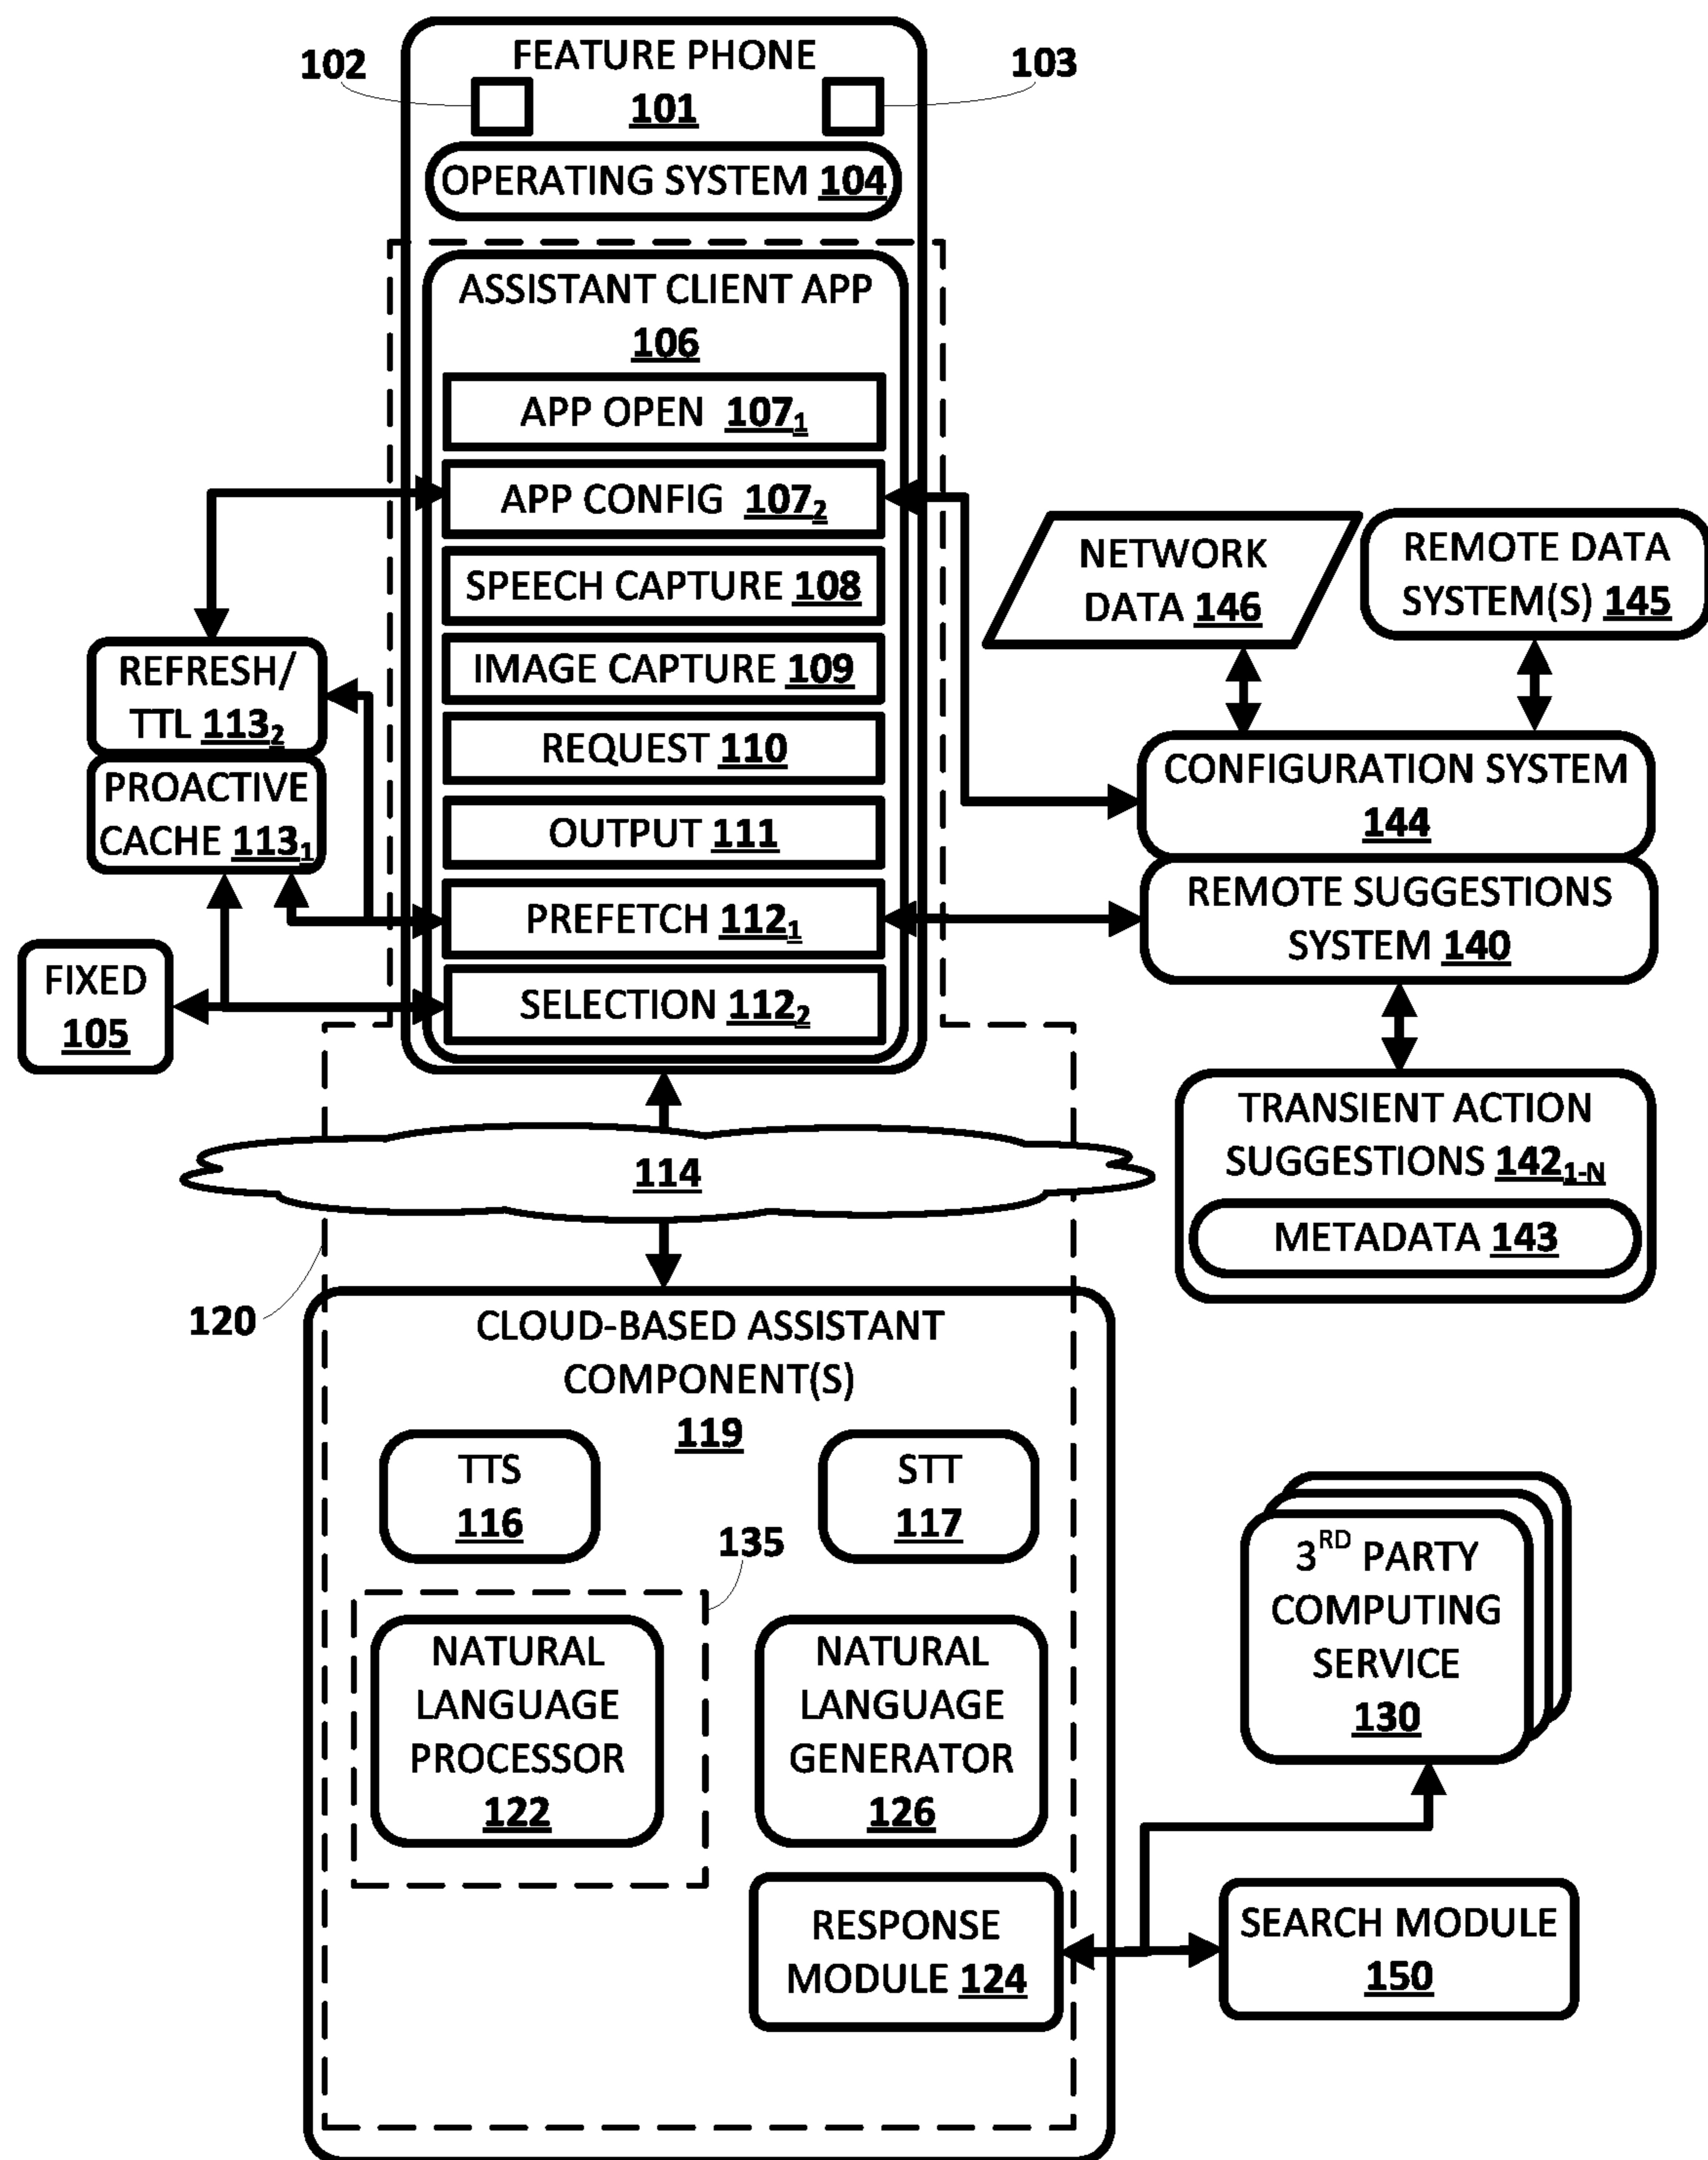 102
FEATURE PHONE
101
103
OPERATING SYSTEM 104
ASSISTANT CLIENT APP
106
APP OPEN 107₁
APP CONFIG 107₂
SPEECH CAPTURE 108
IMAGE CAPTURE 109
REQUEST 110
OUTPUT 111
PREFETCH 112₁
SELECTION 112₂
REFRESH/
TTL 113₂
PROACTIVE
CACHE 113₁
FIXED
105
NETWORK
DATA 146
REMOTE DATA
SYSTEM(S) 145
CONFIGURATION SYSTEM
144
REMOTE SUGGESTIONS
SYSTEM 140
TRANSIENT ACTION
SUGGESTIONS 142₁₋N
METADATA 143
114
120
CLOUD-BASED ASSISTANT
COMPONENT(S)
119
TTS
116
STT
117
135
NATURAL
LANGUAGE
PROCESSOR
122
NATURAL
LANGUAGE
GENERATOR
126
RESPONSE
MODULE 124
3RD PARTY
COMPUTING
SERVICE
130
SEARCH MODULE
150